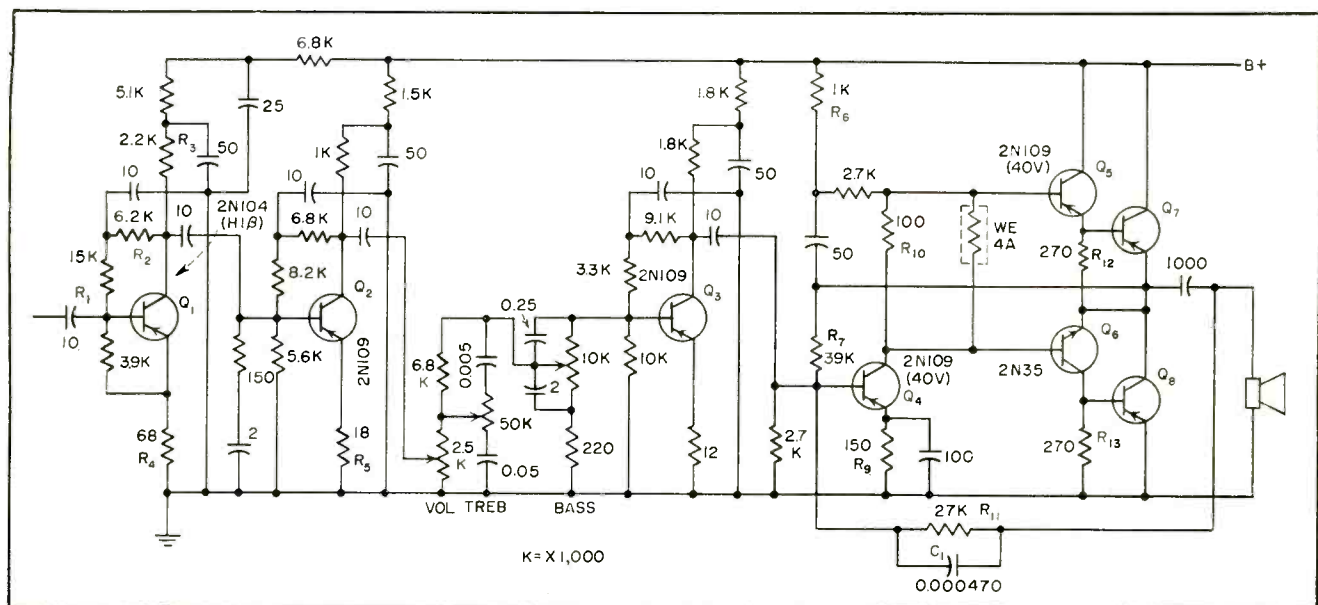 6.8K
B+
5.1K
25
1.5K
1.8K
1K
R6
2.2K
R3
50
1K
50
1.8K
50
2N109
(40V)
Q5
10
2N104
(HIβ)
10
10
2.7K
Q7
6.2K
R2
10
6.8K
10
9.1K
10
100
R10
WE
4A
270
R12
1000
15K
8.2K
3.3K
2N109
50
R1
Q1
Q2
0.25
Q3
Q6
10
3.9K
5.6K
2N109
6.8
K
0.005
10K
10K
R7
39K
2N109
(40V)
Q4
2N35
Q8
150
2
50K
68
R4
2
18
R5
2.5
K
0.05
220
12
2.7
K
150
R9
100
270
R13
VOL TREB
BASS
27K
R11
K=X1,000
C1
0.000470